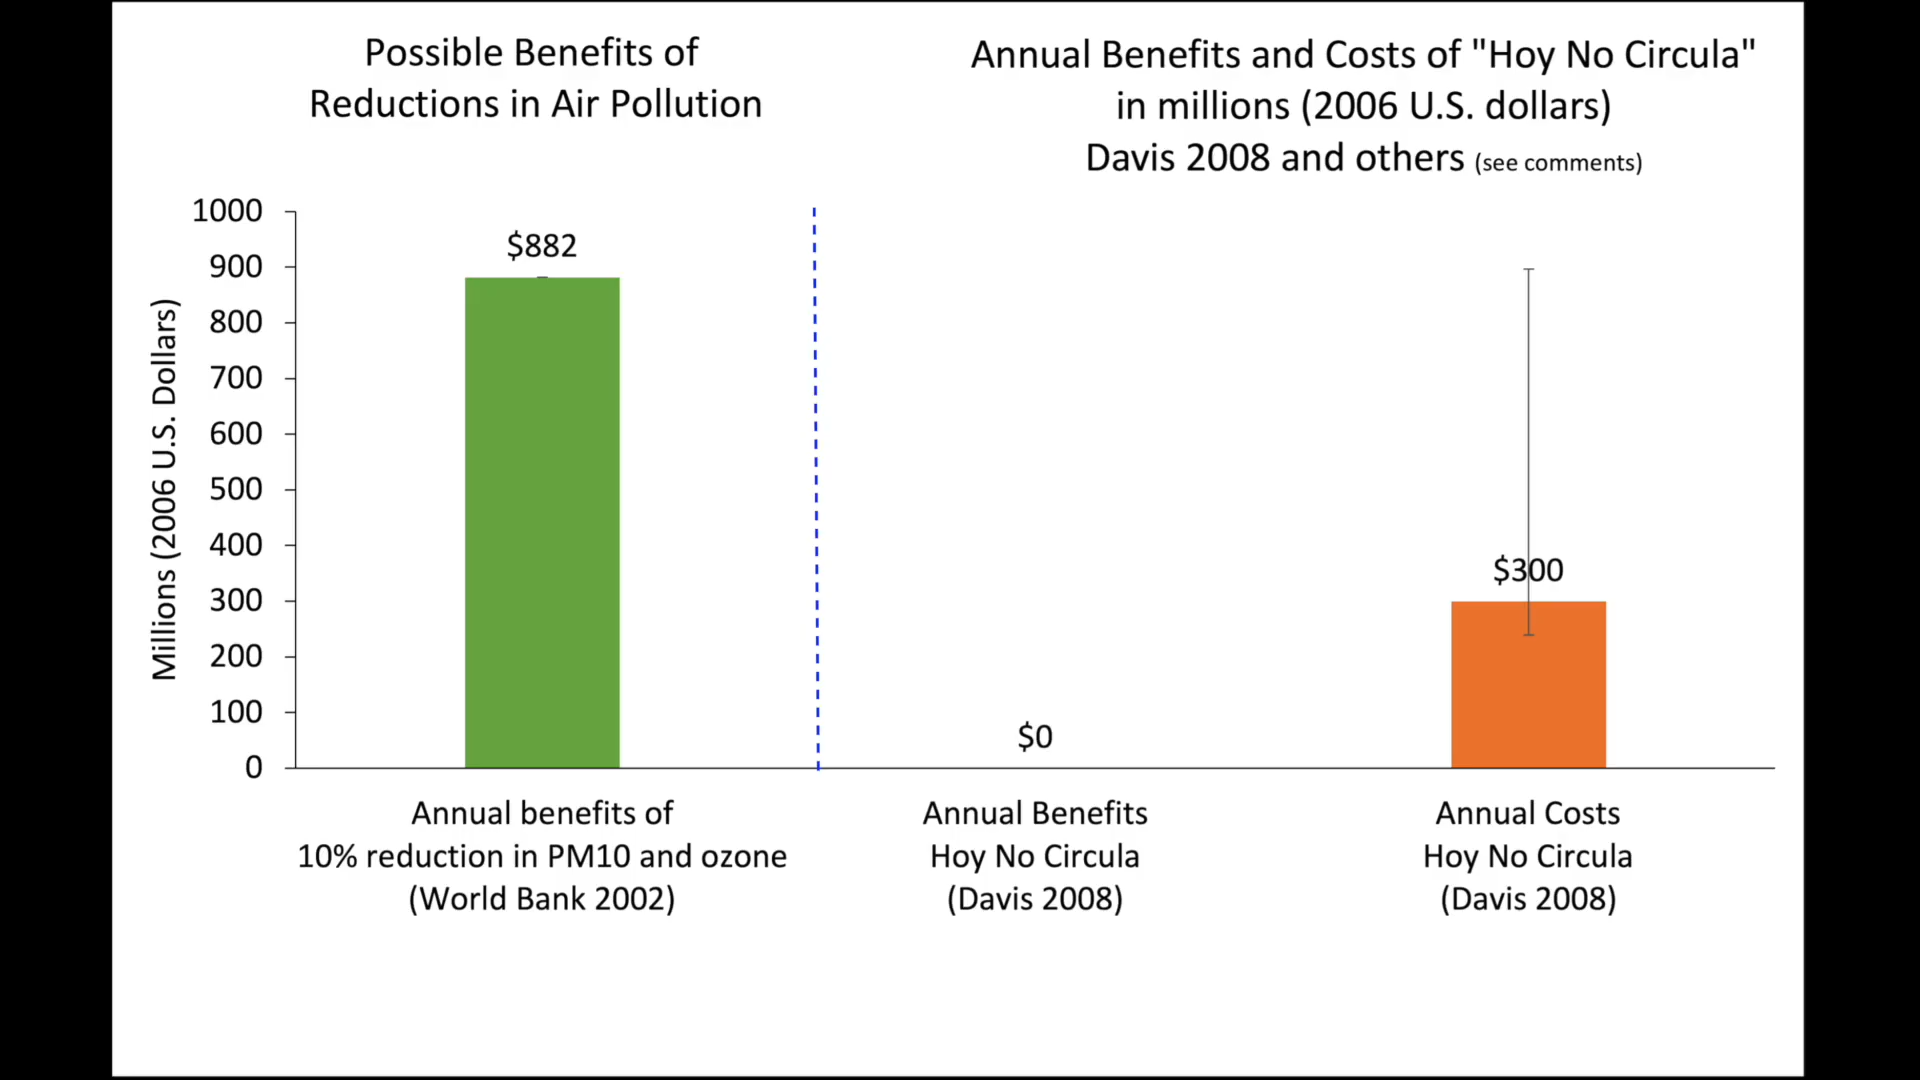 Possible Benefits of
Reductions in Air Pollution
Annual Benefits and Costs of "Hoy No Circula"
in millions (2006 U.S. dollars)
Davis 2008 and others (see comments)
Millions (2006 U.S. Dollars)
1000
900
800
700
600
500
400
300
200
100
0
$882
$0
$300
Annual benefits of
10% reduction in PM10 and ozone
(World Bank 2002)
Annual Benefits
Hoy No Circula
(Davis 2008)
Annual Costs
Hoy No Circula
(Davis 2008)